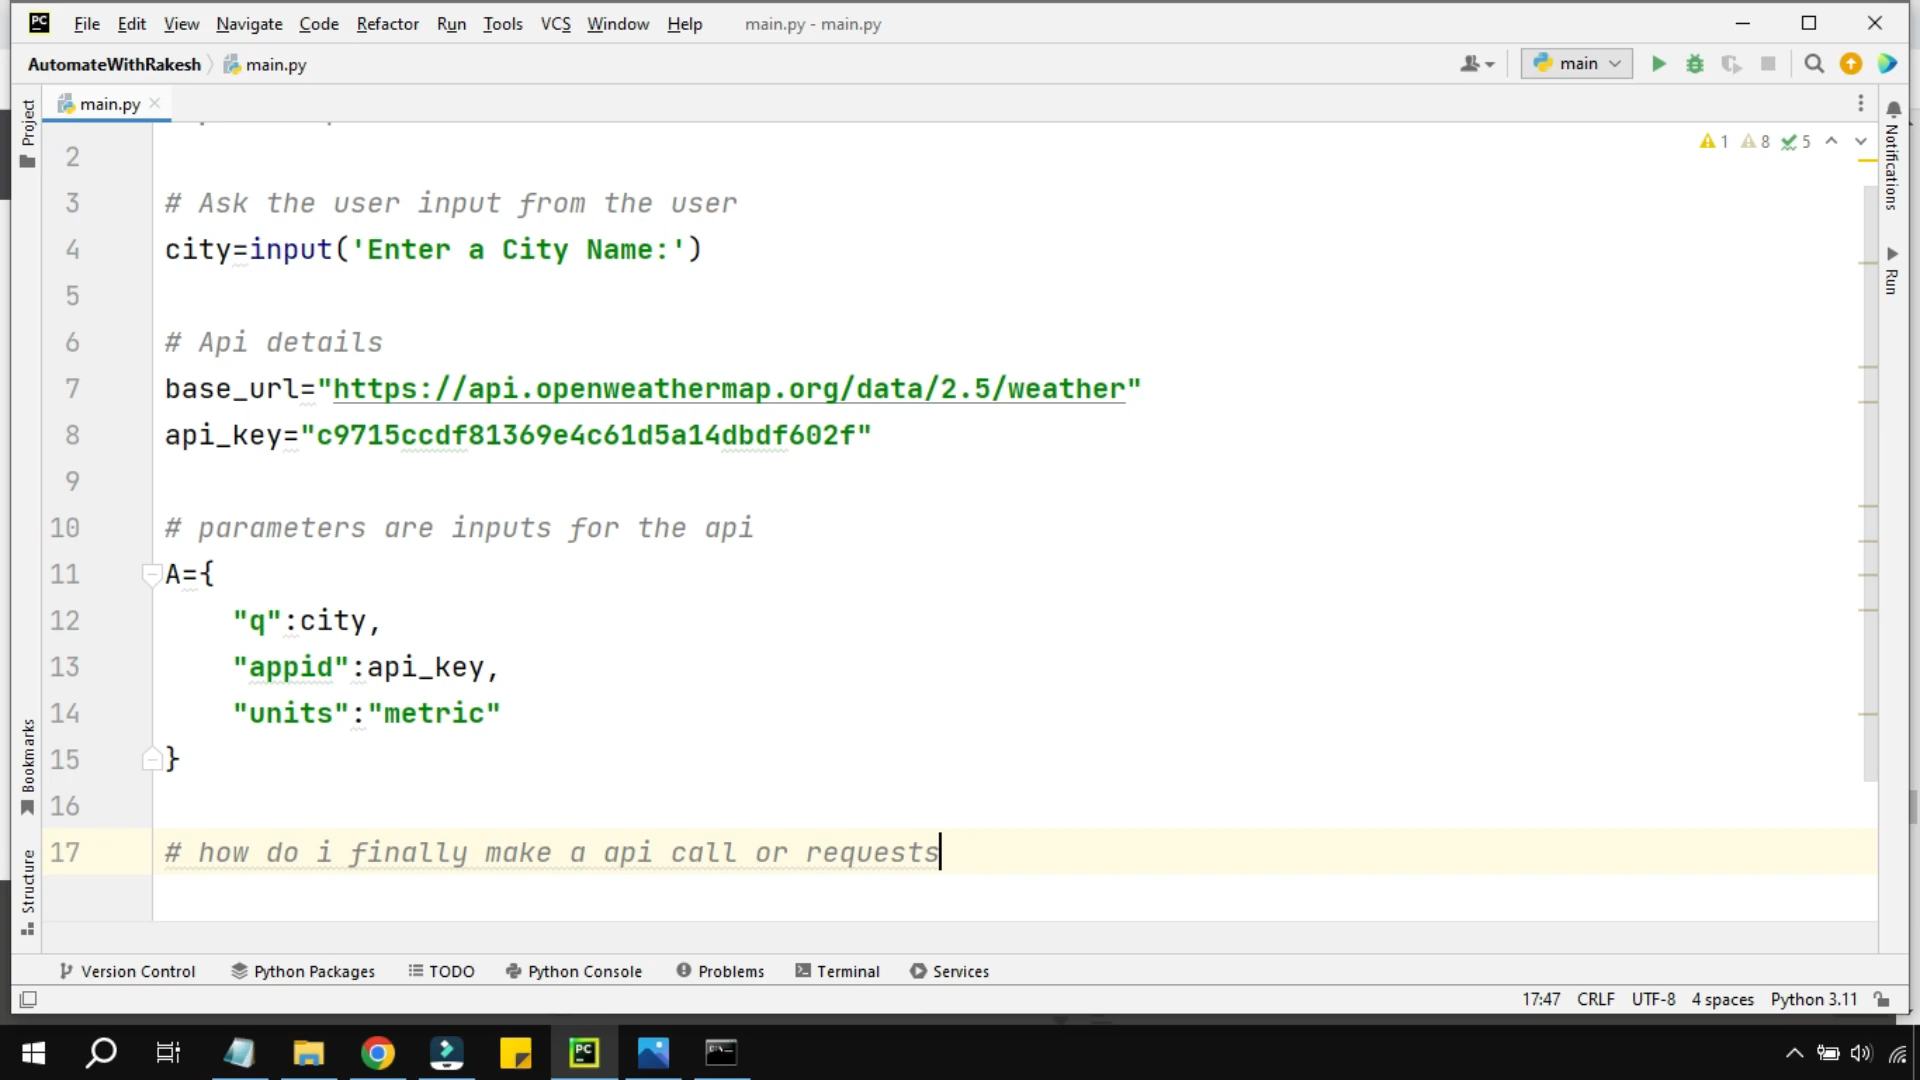 PC File Edit View Navigate Code Refactor Run Tools VCS Window Help main.py - main.py
AutomateWithRakesh main.py main
Project main.py
1 8 5
Notifications
Run
2
3 # Ask the user input from the user
4 city=input('Enter a City Name:')
5
6 # Api details
7 base_url="https://api.openweathermap.org/data/2.5/weather"
8 api_key="c9715ccdf81369e4c61d5a14dbdf602f"
9
10 # parameters are inputs for the api
11 A={
12 "q":city,
13 "appid":api_key,
14 "units":"metric"
15 }
16
17 # how do i finally make a api call or requests
Bookmarks
Structure
Version Control Python Packages TODO Python Console Problems Terminal Services
17:47 CRLF UTF-8 4 spaces Python 3.11
PC